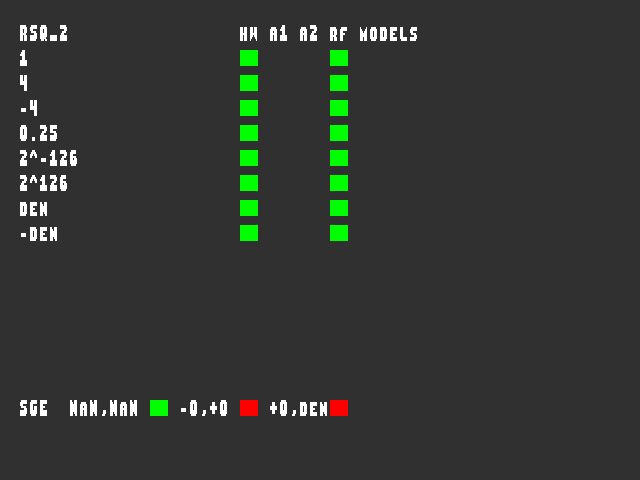 RSQ_2 HW A1 A2 RF MODELS
1
4
-4
0.25
2^-126
2^126
DEN
-DEN
SGE NAN,NAN -0,+0 +0,DEN